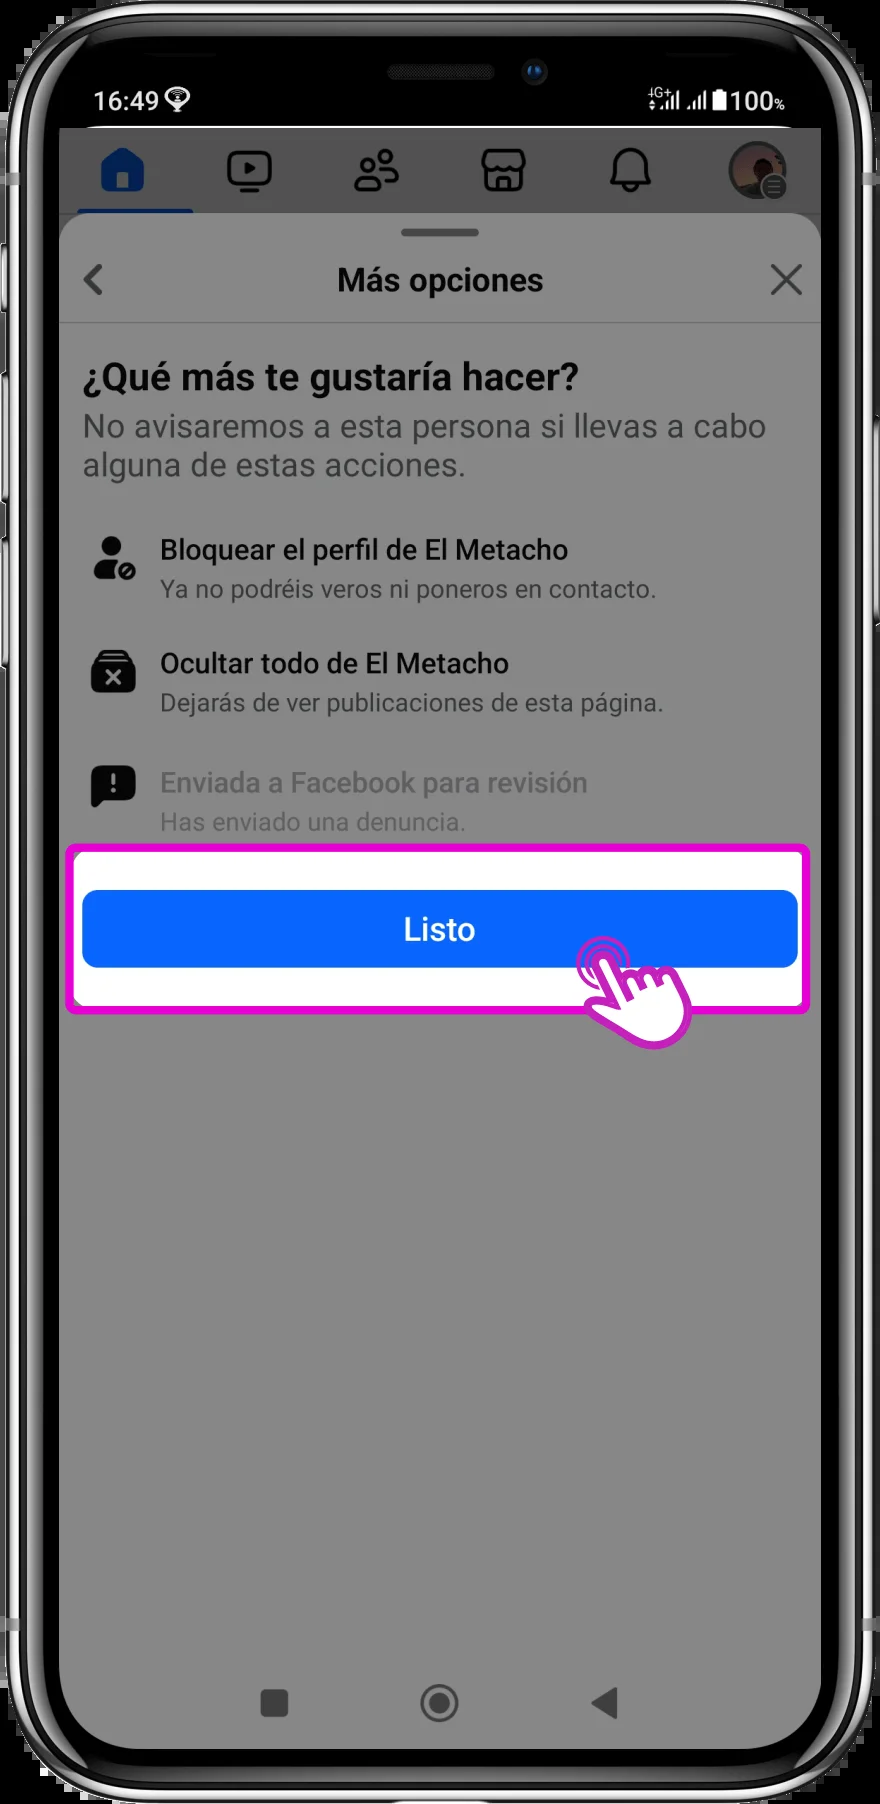 16:49
4G+ 100%
Más opciones
¿Qué más te gustaría hacer?
No avisaremos a esta persona si llevas a cabo
alguna de estas acciones.
Bloquear el perfil de El Metacho
Ya no podréis veros ni poneros en contacto.
Ocultar todo de El Metacho
Dejarás de ver publicaciones de esta página.
Enviada a Facebook para revisión
Has enviado una denuncia.
Listo